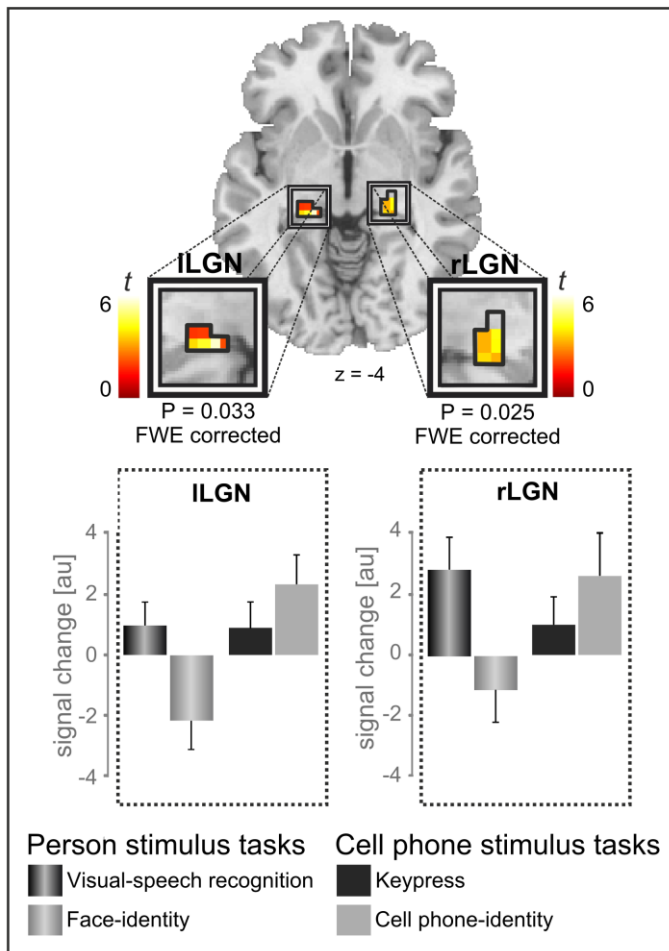 lLGN
rLGN
t
6
0
t
6
0
z = -4
P = 0.033
FWE corrected
P = 0.025
FWE corrected
lLGN
rLGN
signal change [au]
4
2
0
-2
-4
signal change [au]
4
2
0
-2
-4
Person stimulus tasks
Visual-speech recognition
Face-identity
Cell phone stimulus tasks
Keypress
Cell phone-identity